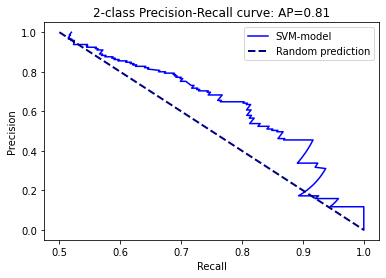 2-class Precision-Recall curve: AP=0.81
SVM-model
Random prediction
Precision
1.0
0.8
0.6
0.4
0.2
0.0
0.5
0.6
0.7
0.8
0.9
1.0
Recall